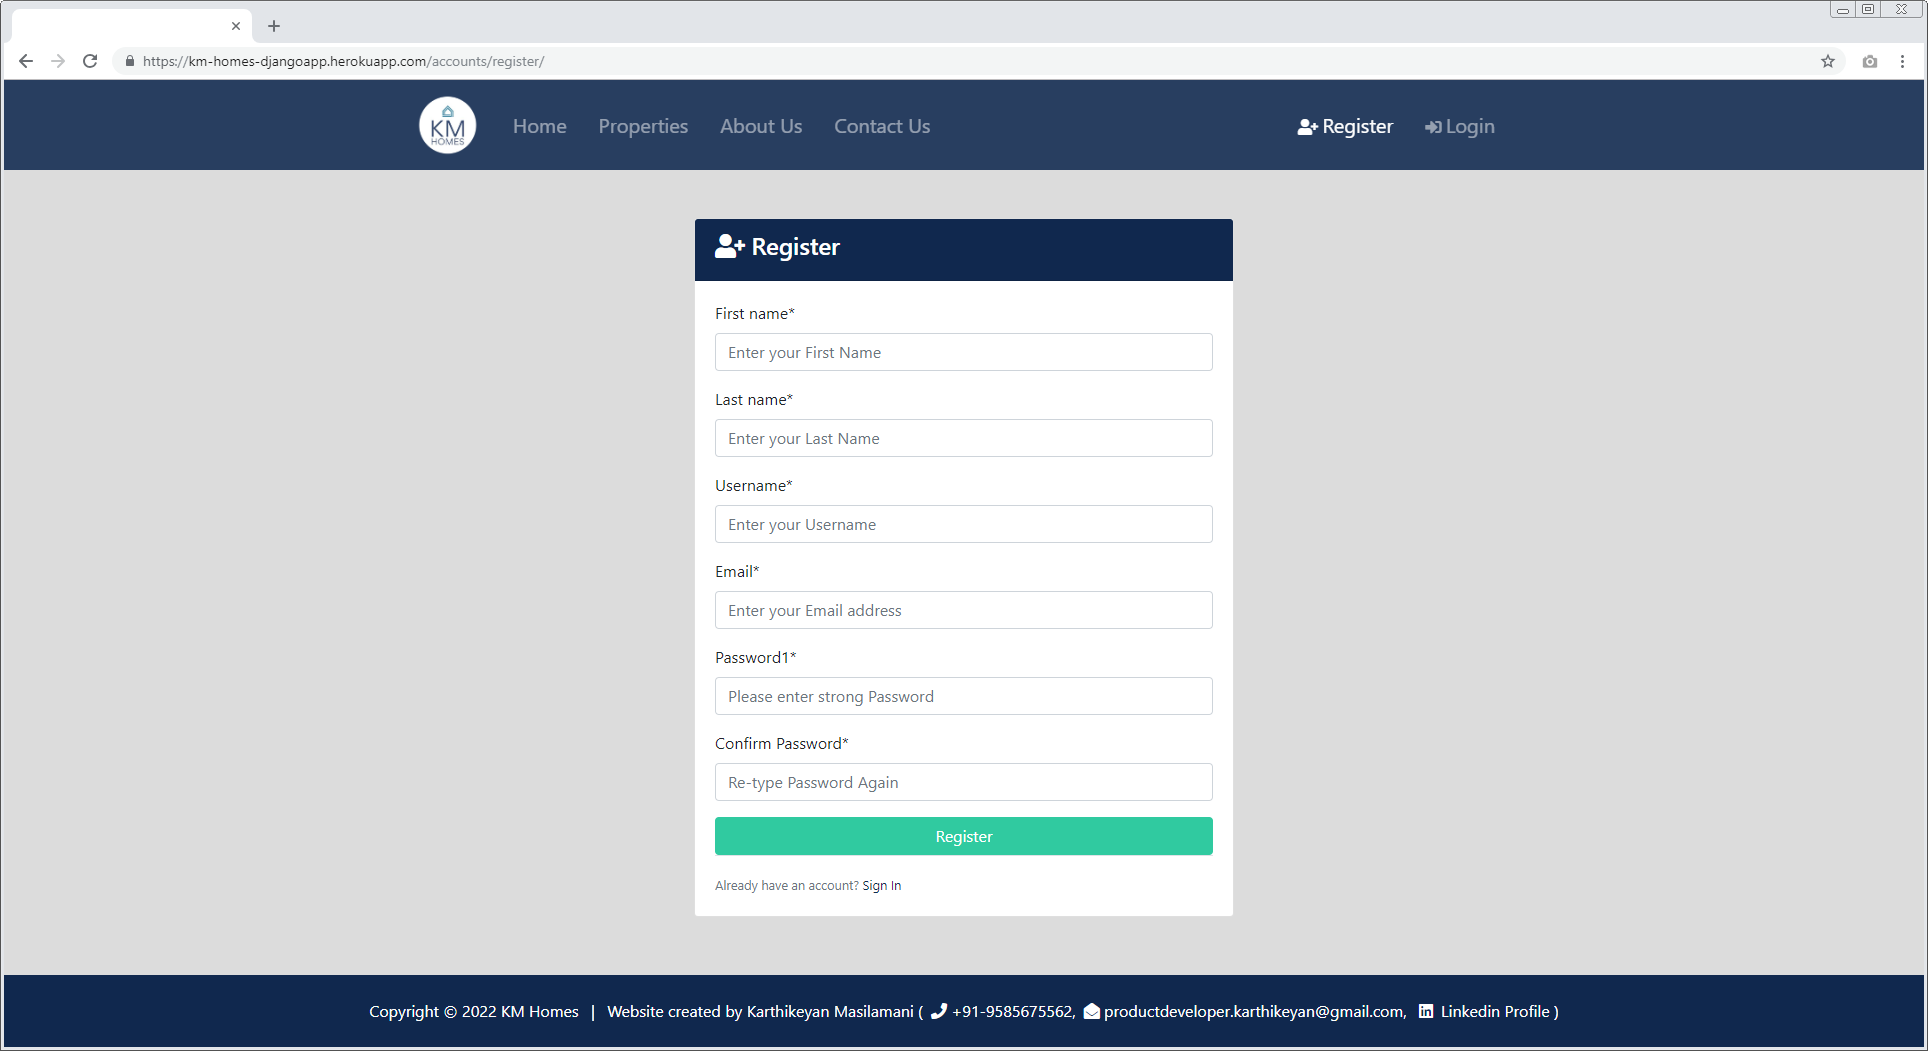 https://km-homes-djangoapp.herokuapp.com/accounts/register/
KM HOMES
Home Properties About Us Contact Us Register Login
Register
First name*
Enter your First Name
Last name*
Enter your Last Name
Username*
Enter your Username
Email*
Enter your Email address
Password1*
Please enter strong Password
Confirm Password*
Re-type Password Again
Register
Already have an account? Sign In
Copyright © 2022 KM Homes | Website created by Karthikeyan Masilamani ( +91-9585675562, productdeveloper.karthikeyan@gmail.com, Linkedin Profile )